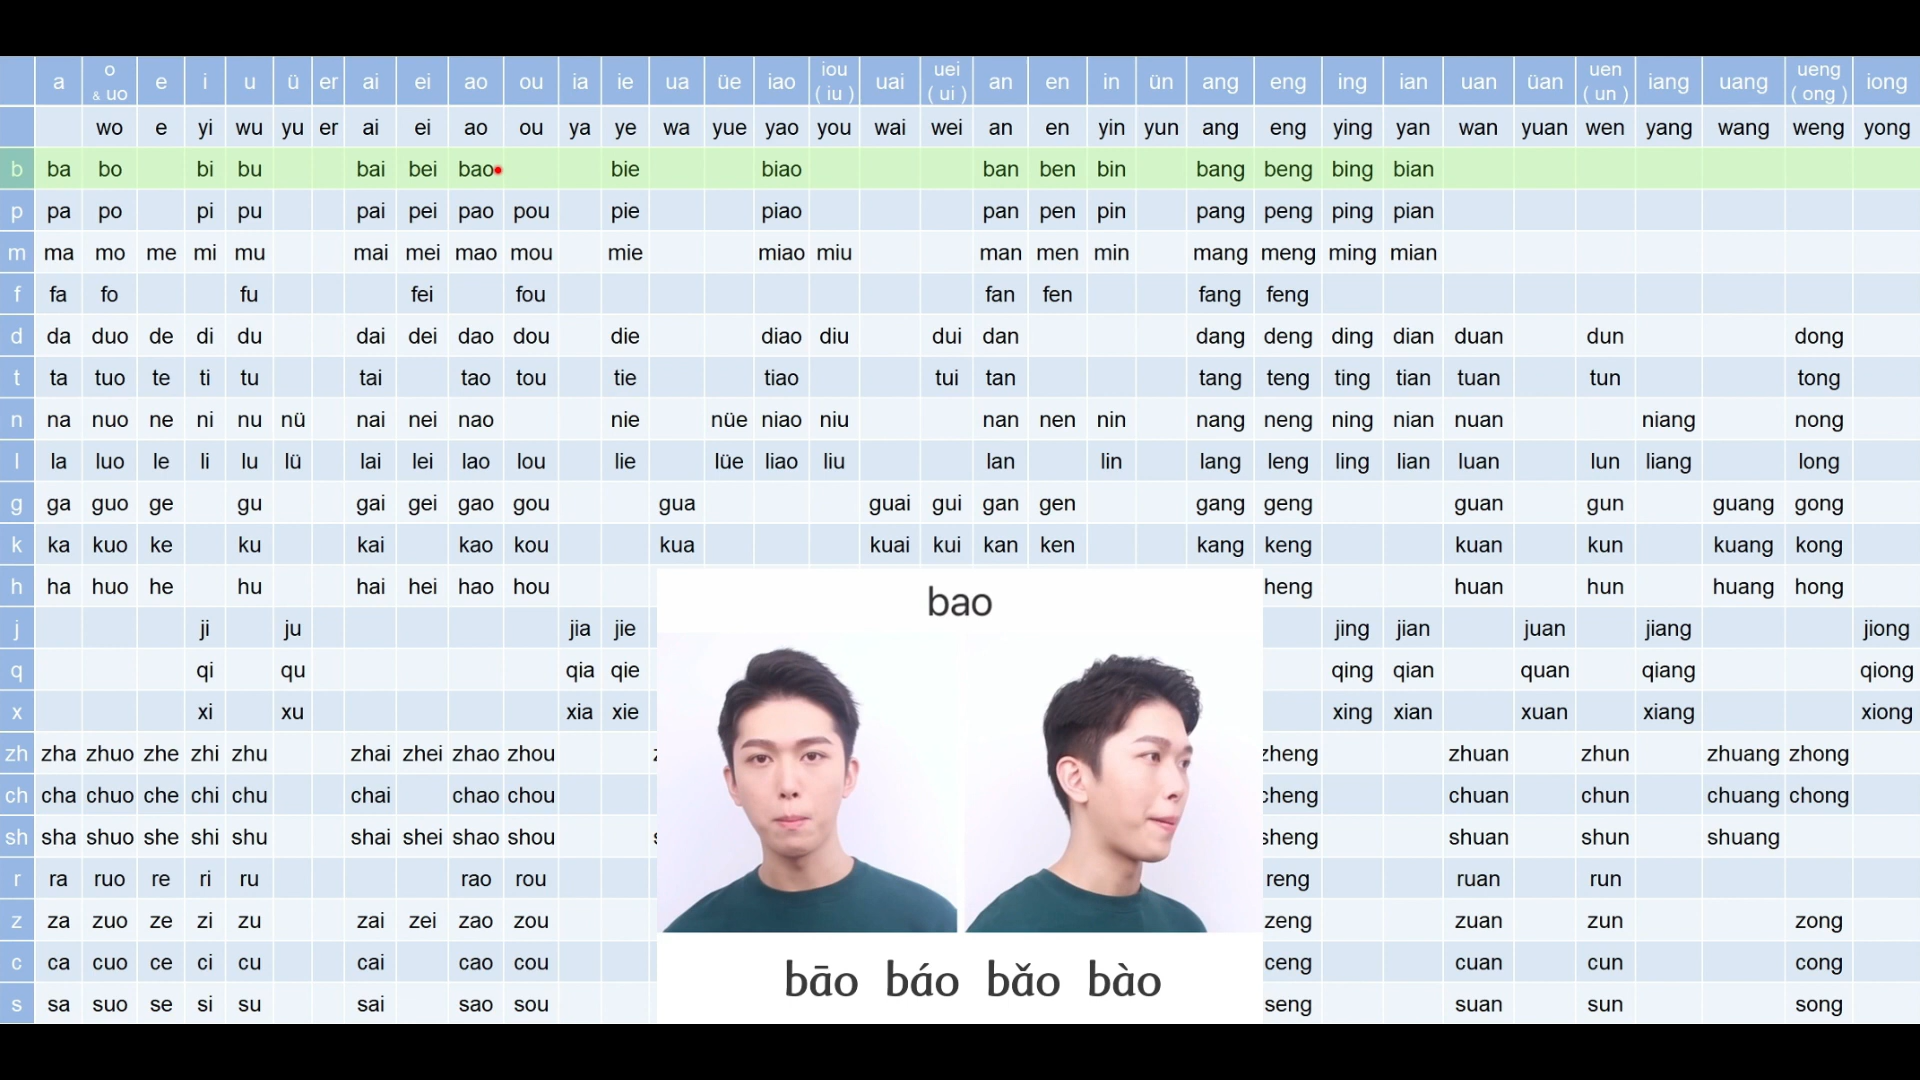 a o & uo e i u ü er ai ei ao ou ia ie ua üe iao iou ( iu ) uai uei ( ui ) an en in ün ang eng ing ian uan üan uen ( un ) iang uang ueng ( ong ) iong
wo e yi wu yu er ai ei ao ou ya ye wa yue yao you wai wei an en yin yun ang eng ying yan wan yuan wen yang wang weng yong
b ba bo bi bu bai bei bao bie biao ban ben bin bang beng bing bian
p pa po pi pu pai pei pao pou pie piao pan pen pin pang peng ping pian
m ma mo me mi mu mai mei mao mou mie miao miu man men min mang meng ming mian
f fa fo fu fei fou fan fen fang feng
d da duo de di du dai dei dao dou die diao diu dui dan dang deng ding dian duan dun dong
t ta tuo te ti tu tai tao tou tie tiao tui tan tang teng ting tian tuan tun tong
n na nuo ne ni nu nü nai nei nao nie nüe niao niu nan nen nin nang neng ning nian nuan niang nong
l la luo le li lu lü lai lei lao lou lie lüe liao liu lan lin lang leng ling lian luan lun liang long
g ga guo ge gu gai gei gao gou gua guai gui gan gen gang geng guan gun guang gong
k ka kuo ke ku kai kao kou kua kuai kui kan ken kang keng kuan kun kuang kong
h ha huo he hu hai hei hao hou heng huan hun huang hong
j ji ju jia jie jing jian juan jiang jiong
q qi qu qia qie qing qian quan qiang qiong
x xi xu xia xie xing xian xuan xiang xiong
zh zha zhuo zhe zhi zhu zhai zhei zhao zhou zheng zhuan zhun zhuang zhong
ch cha chuo che chi chu chai chao chou cheng chuan chun chuang chong
sh sha shuo she shi shu shai shei shao shou sheng shuan shun shuang
r ra ruo re ri ru rao rou reng ruan run
z za zuo ze zi zu zai zei zao zou zeng zuan zun zong
c ca cuo ce ci cu cai cao cou ceng cuan cun cong
s sa suo se si su sai sao sou seng suan sun song
bao
bāo báo bǎo bào